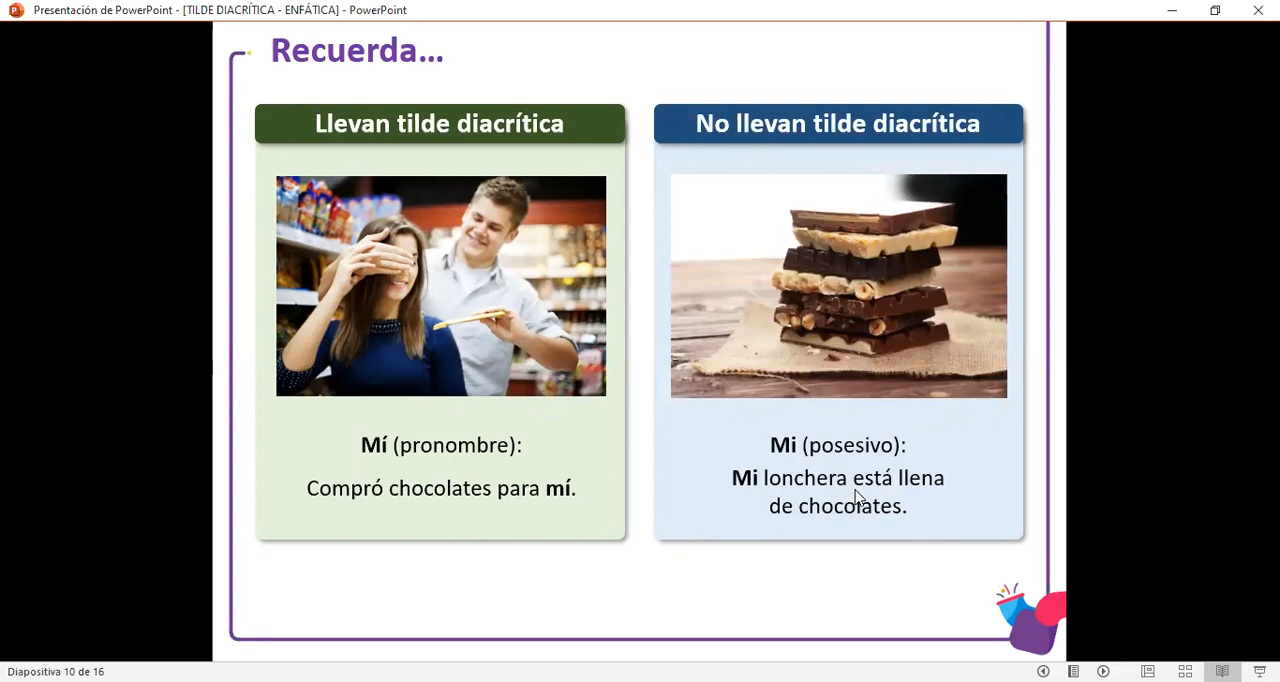 Presentación de PowerPoint - [TILDE DIACRÍTICA - ENFÁTICA] - PowerPoint
Recuerda...
Llevan tilde diacrítica
Mí (pronombre):
Compró chocolates para mí.
No llevan tilde diacrítica
Mi (posesivo):
Mi lonchera está llena
de chocolates.
Diapositiva 10 de 16